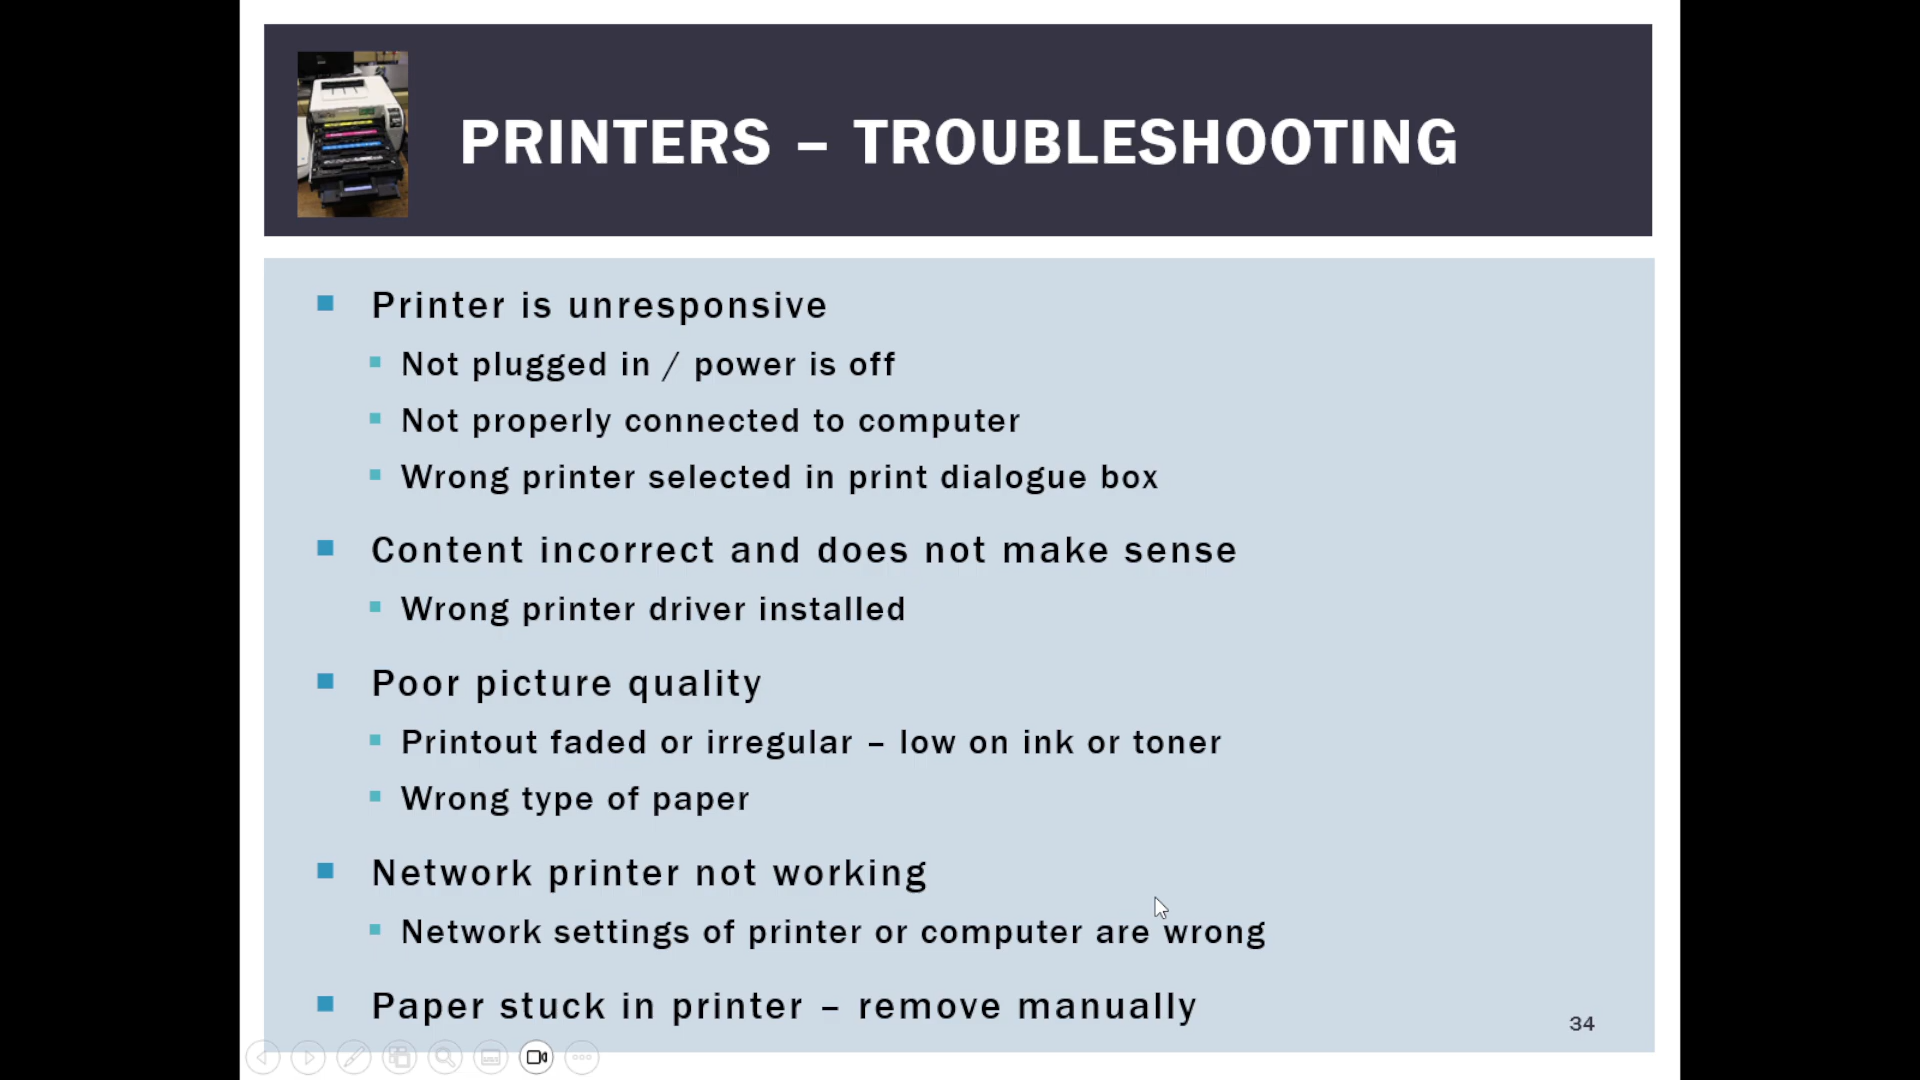 PRINTERS – TROUBLESHOOTING
Printer is unresponsive
Not plugged in / power is off
Not properly connected to computer
Wrong printer selected in print dialogue box
Content incorrect and does not make sense
Wrong printer driver installed
Poor picture quality
Printout faded or irregular – low on ink or toner
Wrong type of paper
Network printer not working
Network settings of printer or computer are wrong
Paper stuck in printer – remove manually
34